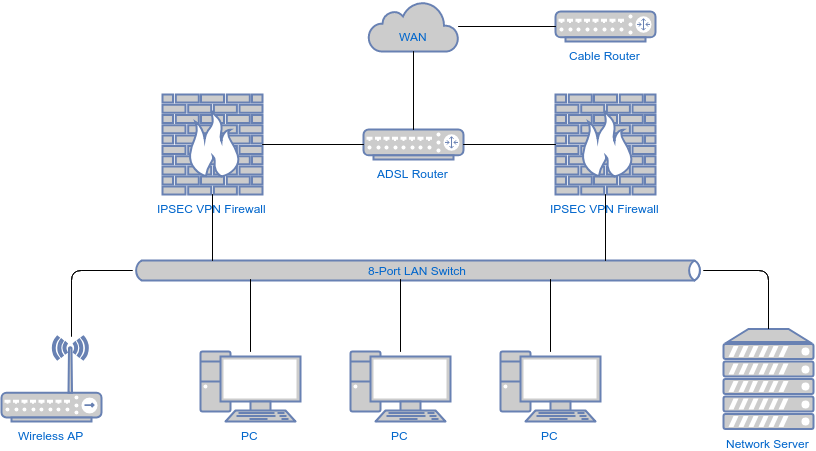 WAN
Cable Router
ADSL Router
IPSEC VPN Firewall
IPSEC VPN Firewall
8-Port LAN Switch
Wireless AP
PC
PC
PC
Network Server